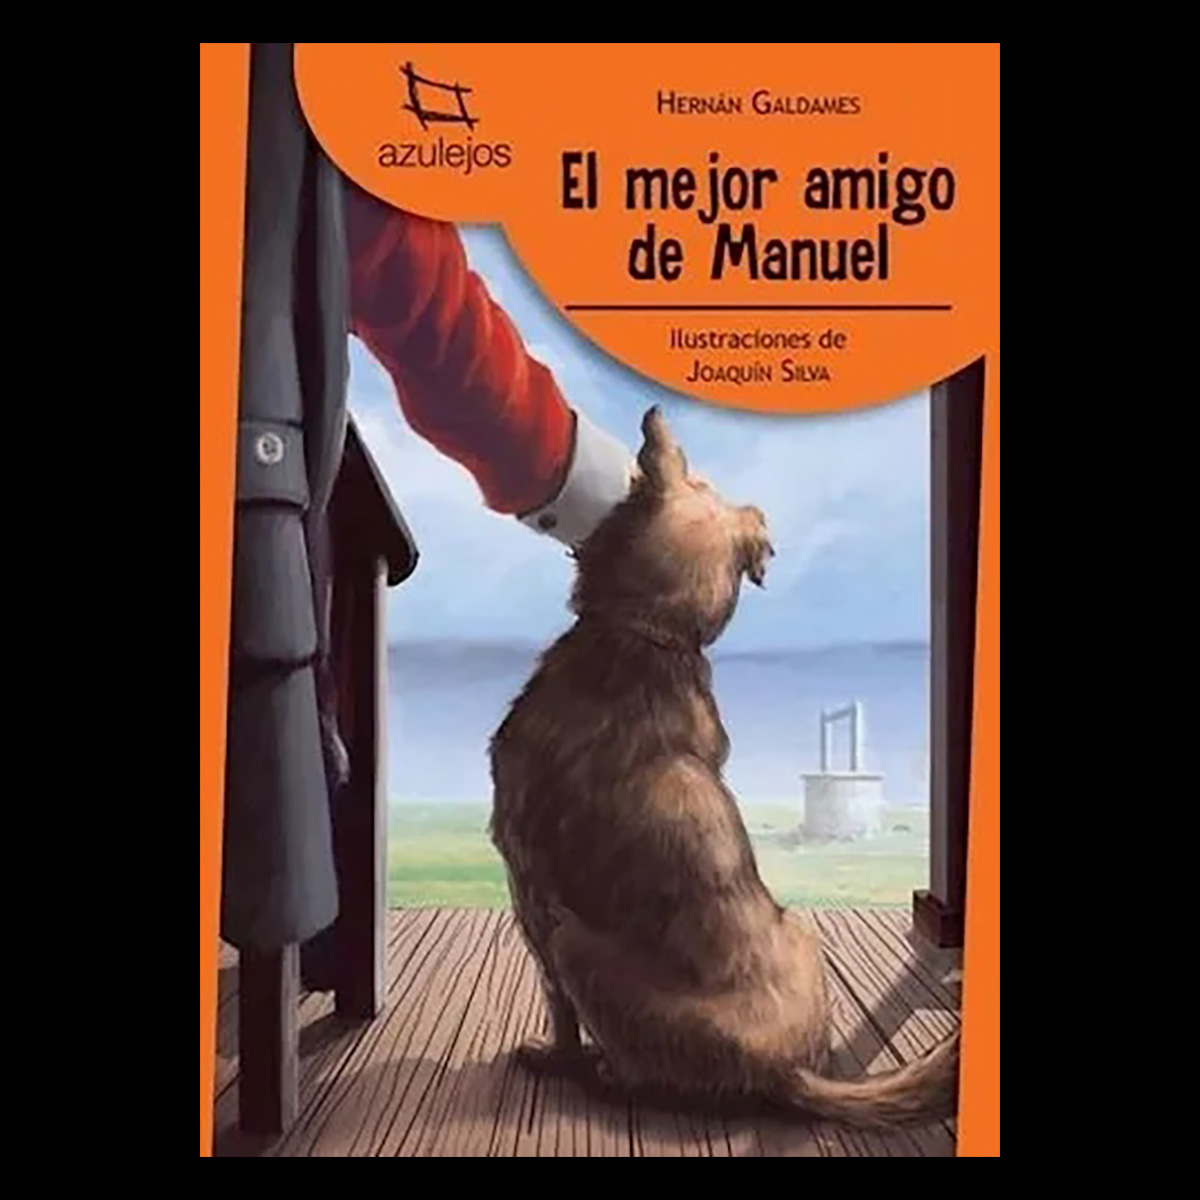 azulejos
HERNÁN GALDAMES
El mejor amigo
de Manuel
Ilustraciones de
JOAQUÍN SILVA